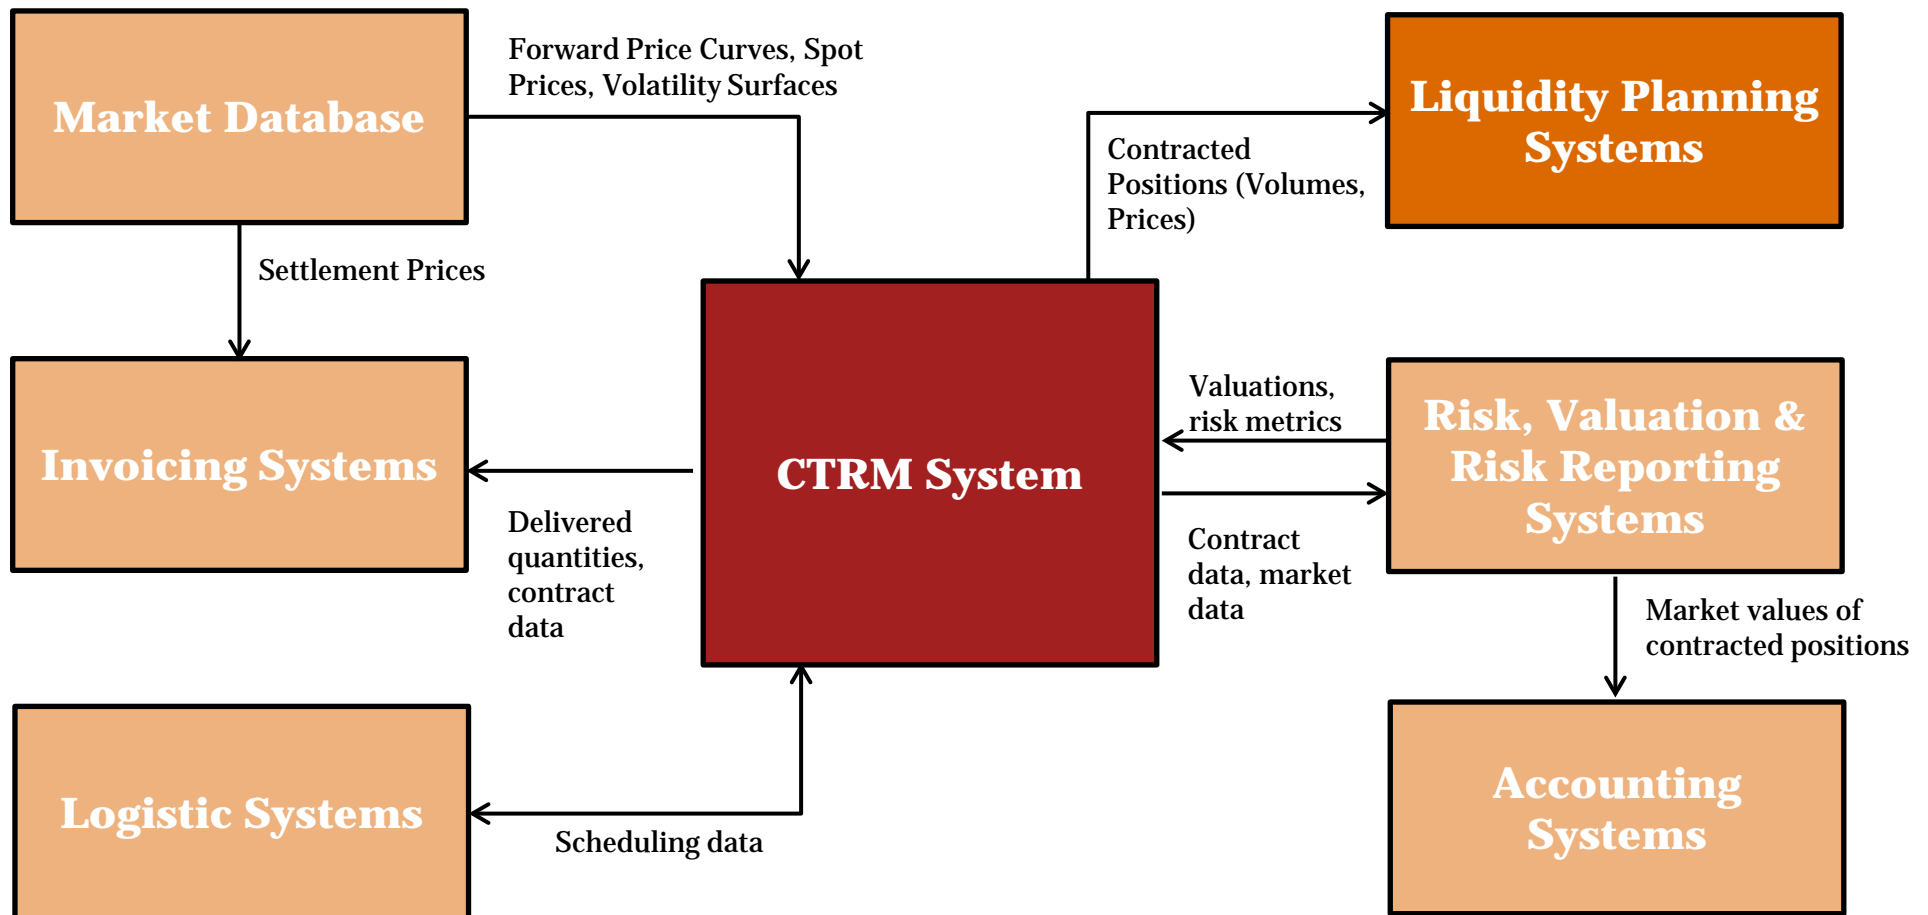 Market Database
Forward Price Curves, Spot
Prices, Volatility Surfaces
Liquidity Planning
Systems
Contracted
Positions (Volumes,
Prices)
Settlement Prices
Invoicing Systems
CTRM System
Valuations,
risk metrics
Risk, Valuation &
Risk Reporting
Systems
Delivered
quantities,
contract
data
Contract
data, market
data
Market values of
contracted positions
Logistic Systems
Scheduling data
Accounting
Systems